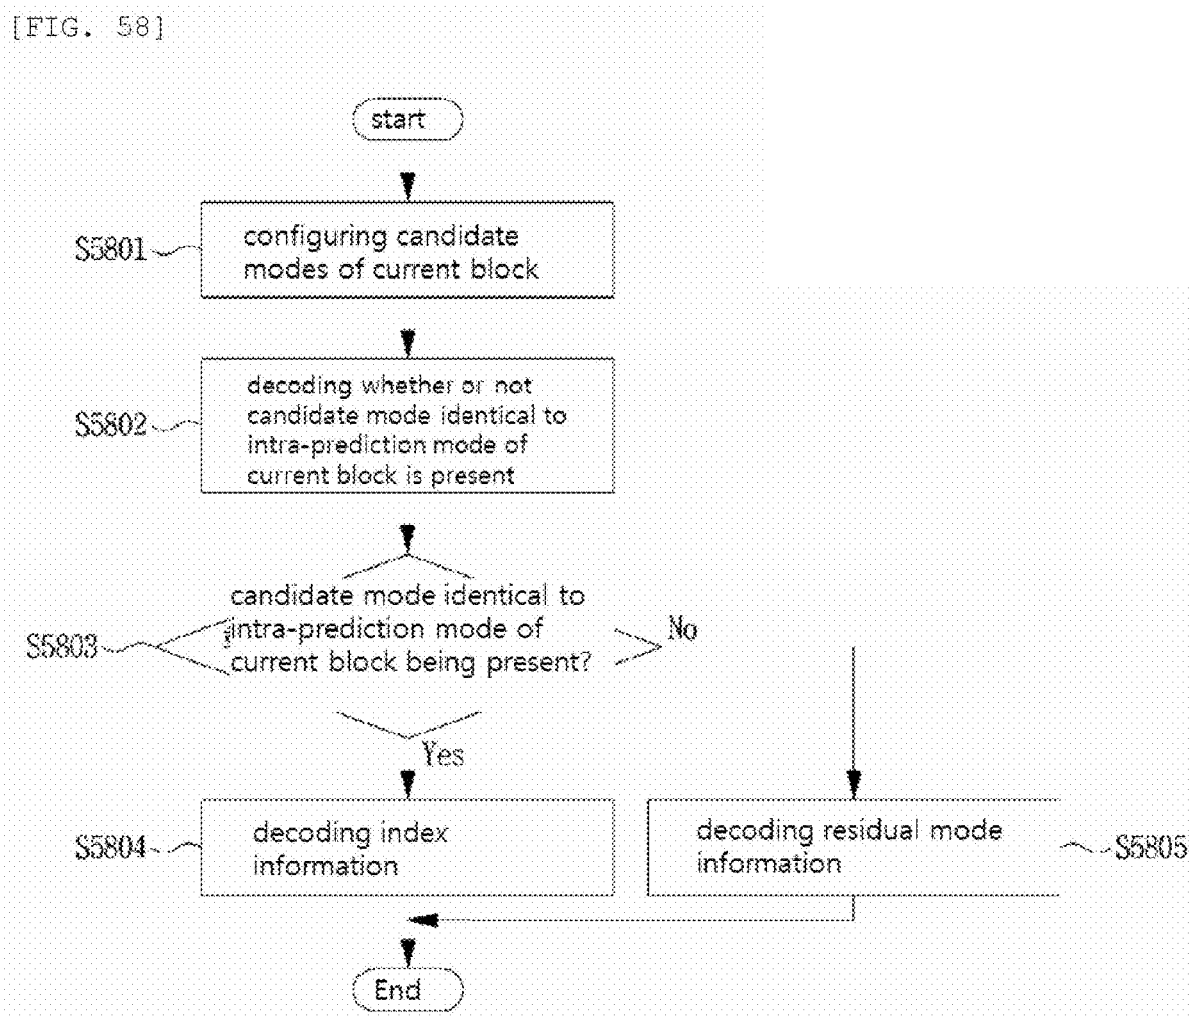 [FIG. 58]
start
S5801
configuring candidate
modes of current block
S5802
decoding whether or not
candidate mode identical to
intra-prediction mode of
current block is present
S5803
candidate mode identical to
intra-prediction mode of
current block being present?
No
Yes
S5804
decoding index
information
decoding residual mode
information
S5805
End